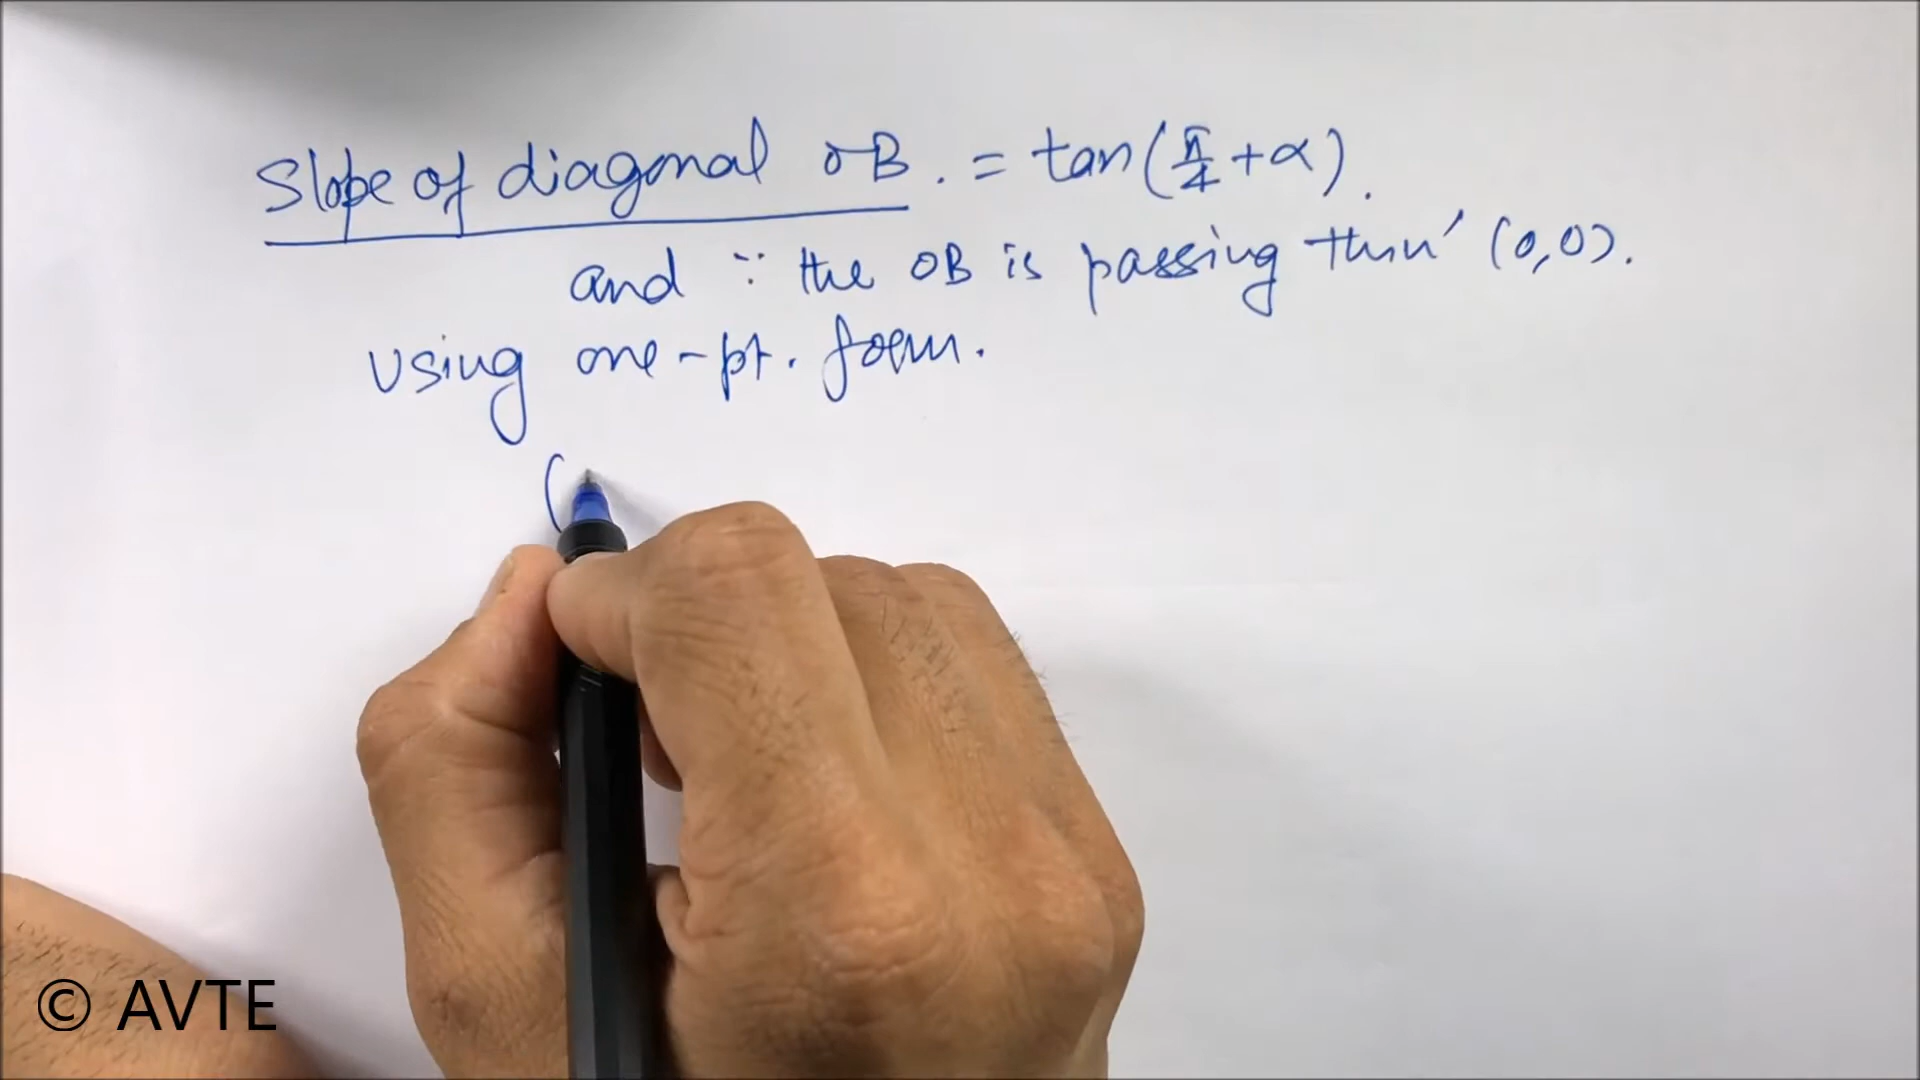 Slope of diagonal OB. = tan(π/4 + α).
and ∵ the OB is passing thru' (0,0).
using one-pt. form.
(
© AVTE